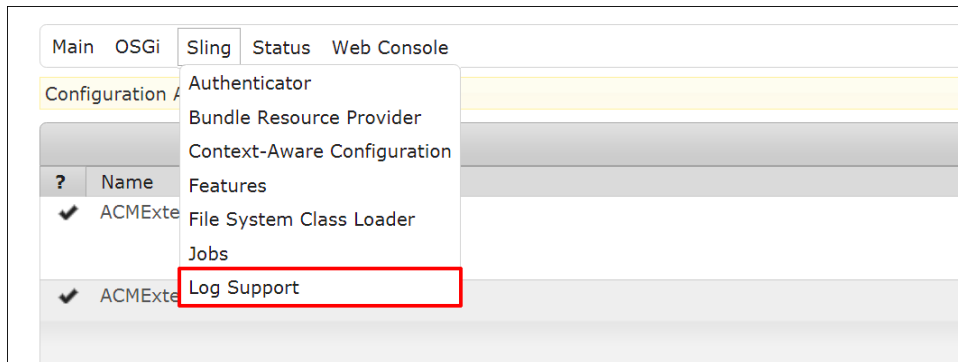 Main OSGi Sling Status Web Console
Configuration A
Authenticator
Bundle Resource Provider
Context-Aware Configuration
Features
File System Class Loader
Jobs
Log Support
? Name
ACMExte
ACMExte